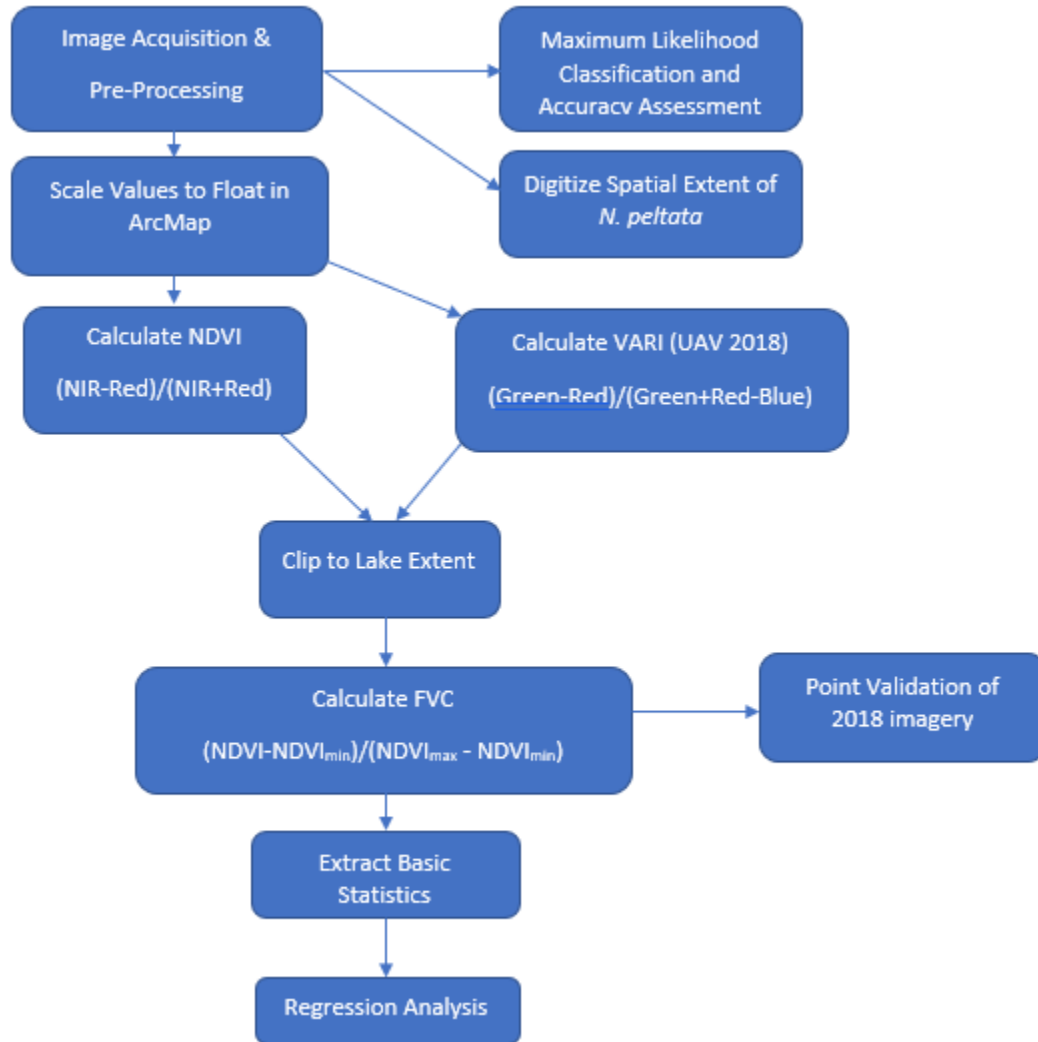 Image Acquisition &
Pre-Processing
Maximum Likelihood
Classification and
Accuracy Assessment
Scale Values to Float in
ArcMap
Digitize Spatial Extent of
N. peltata
Calculate NDVI
(NIR-Red)/(NIR+Red)
Calculate VARI (UAV 2018)
(Green-Red)/(Green+Red-Blue)
Clip to Lake Extent
Calculate FVC
(NDVI-NDVImin)/(NDVImax - NDVImin)
Point Validation of
2018 imagery
Extract Basic
Statistics
Regression Analysis